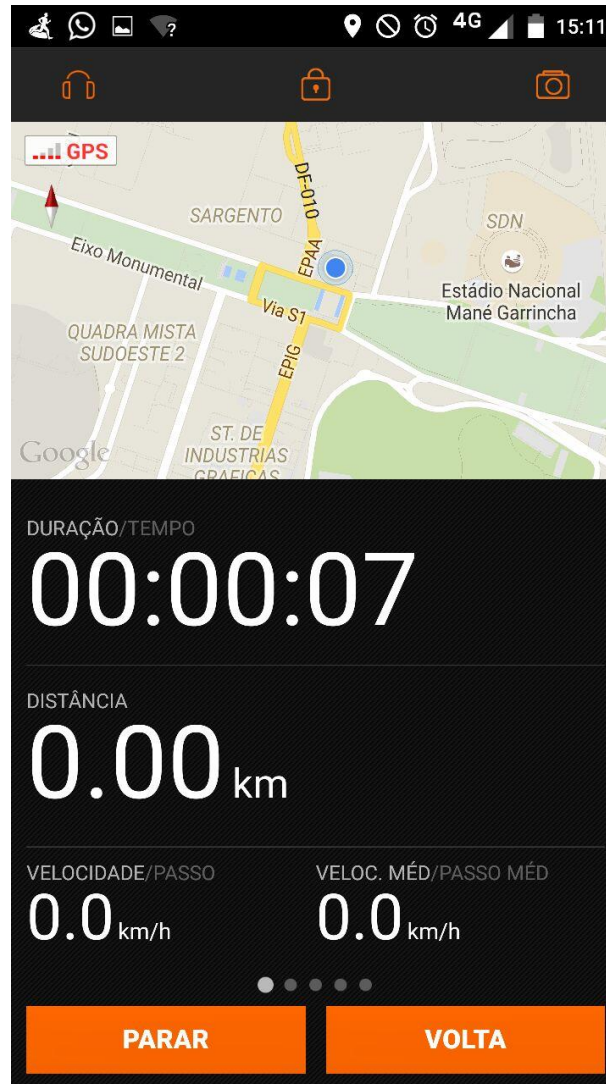 ? 4G 15:11
GPS
DF-010
SARGENTO
SDN
Eixo Monumental
EPAA
Estádio Nacional
Mané Garrincha
Via S1
QUADRA MISTA
SUDOESTE 2
EPIG
Google
ST. DE
INDUSTRIAS
GRAFICAS
DURAÇÃO/TEMPO
00:00:07
DISTÂNCIA
0.00 km
VELOCIDADE/PASSO
VELOC. MÉD/PASSO MÉD
0.0 km/h
0.0 km/h
PARAR
VOLTA